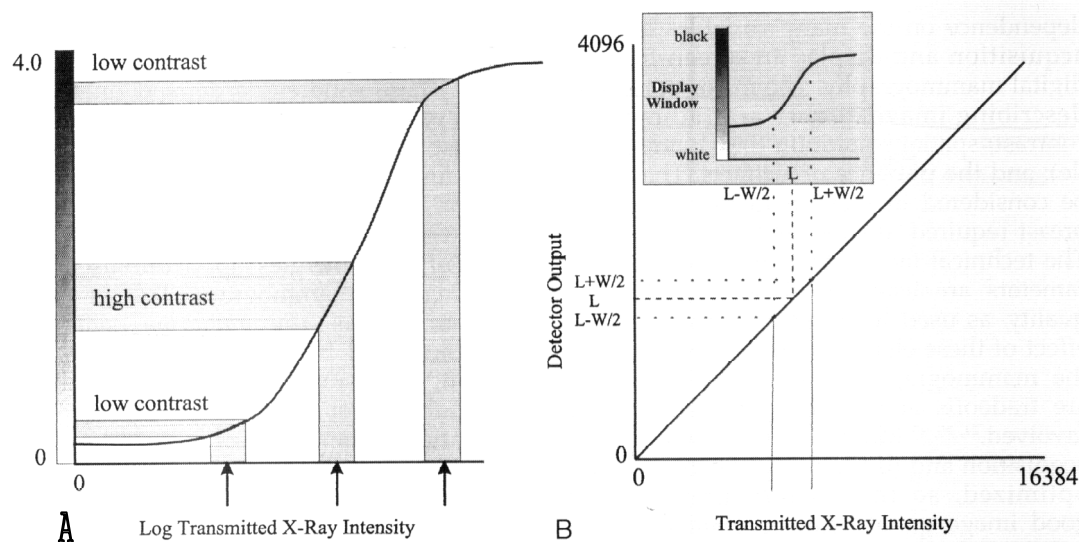 4.0
low contrast
high contrast
low contrast
0
0
Log Transmitted X-Ray Intensity
A
4096
black
Display
Window
white
L
L-W/2
L+W/2
Detector Output
L+W/2
L
L-W/2
0
0
16384
B
Transmitted X-Ray Intensity